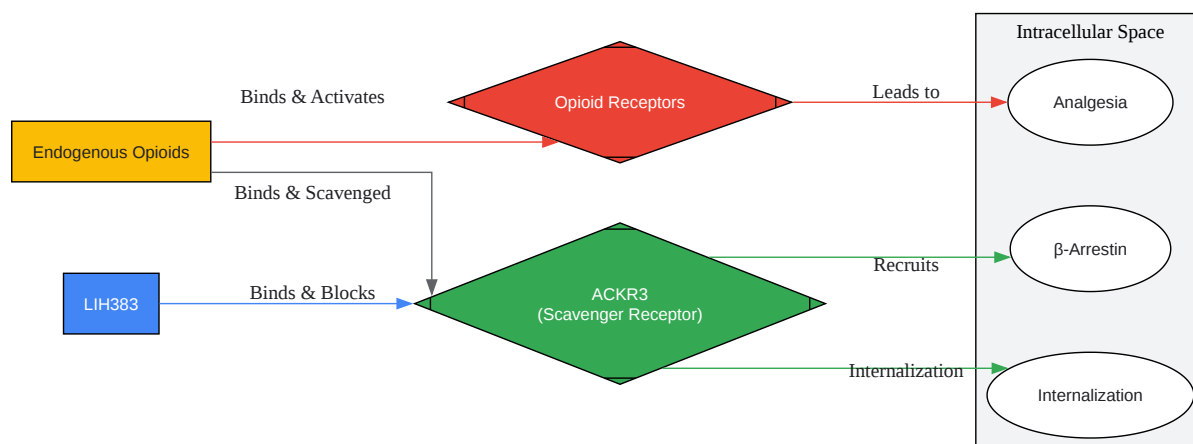 Intracellular Space
Binds & Activates
Opioid Receptors
Leads to
Analgesia
Endogenous Opioids
Binds & Scavenged
β-Arrestin
Recruits
LIH383
Binds & Blocks
ACKR3
(Scavenger Receptor)
Internalization
Internalization